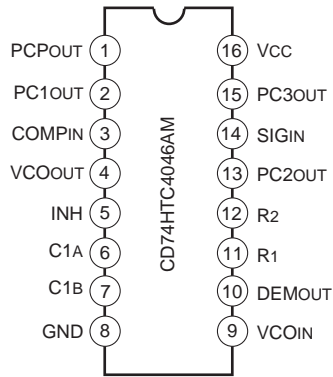 PCPOUT 1
PC1OUT 2
COMPIN 3
VCOOUT 4
INH 5
C1A 6
C1B 7
GND 8
CD74HTC4046AM
16 VCC
15 PC3OUT
14 SIGIN
13 PC2OUT
12 R2
11 R1
10 DEMOUT
9 VCOIN